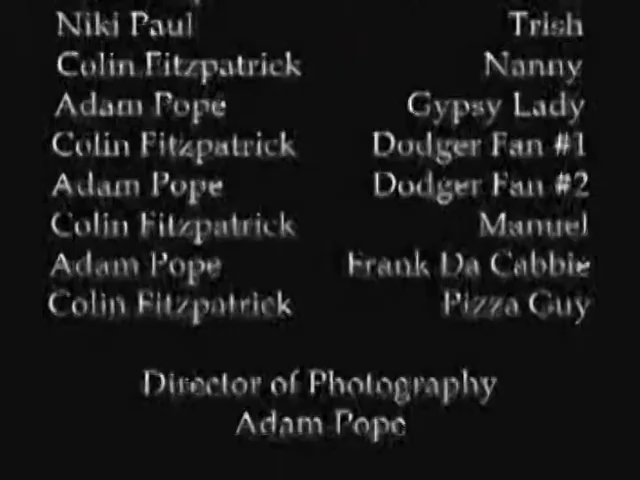 Niki Paul Trish
Colin Fitzpatrick Nanny
Adam Pope Gypsy Lady
Colin Fitzpatrick Dodger Fan #1
Adam Pope Dodger Fan #2
Colin Fitzpatrick Manuel
Adam Pope Frank Da Cabbie
Colin Fitzpatrick Pizza Guy
Director of Photography
Adam Pope